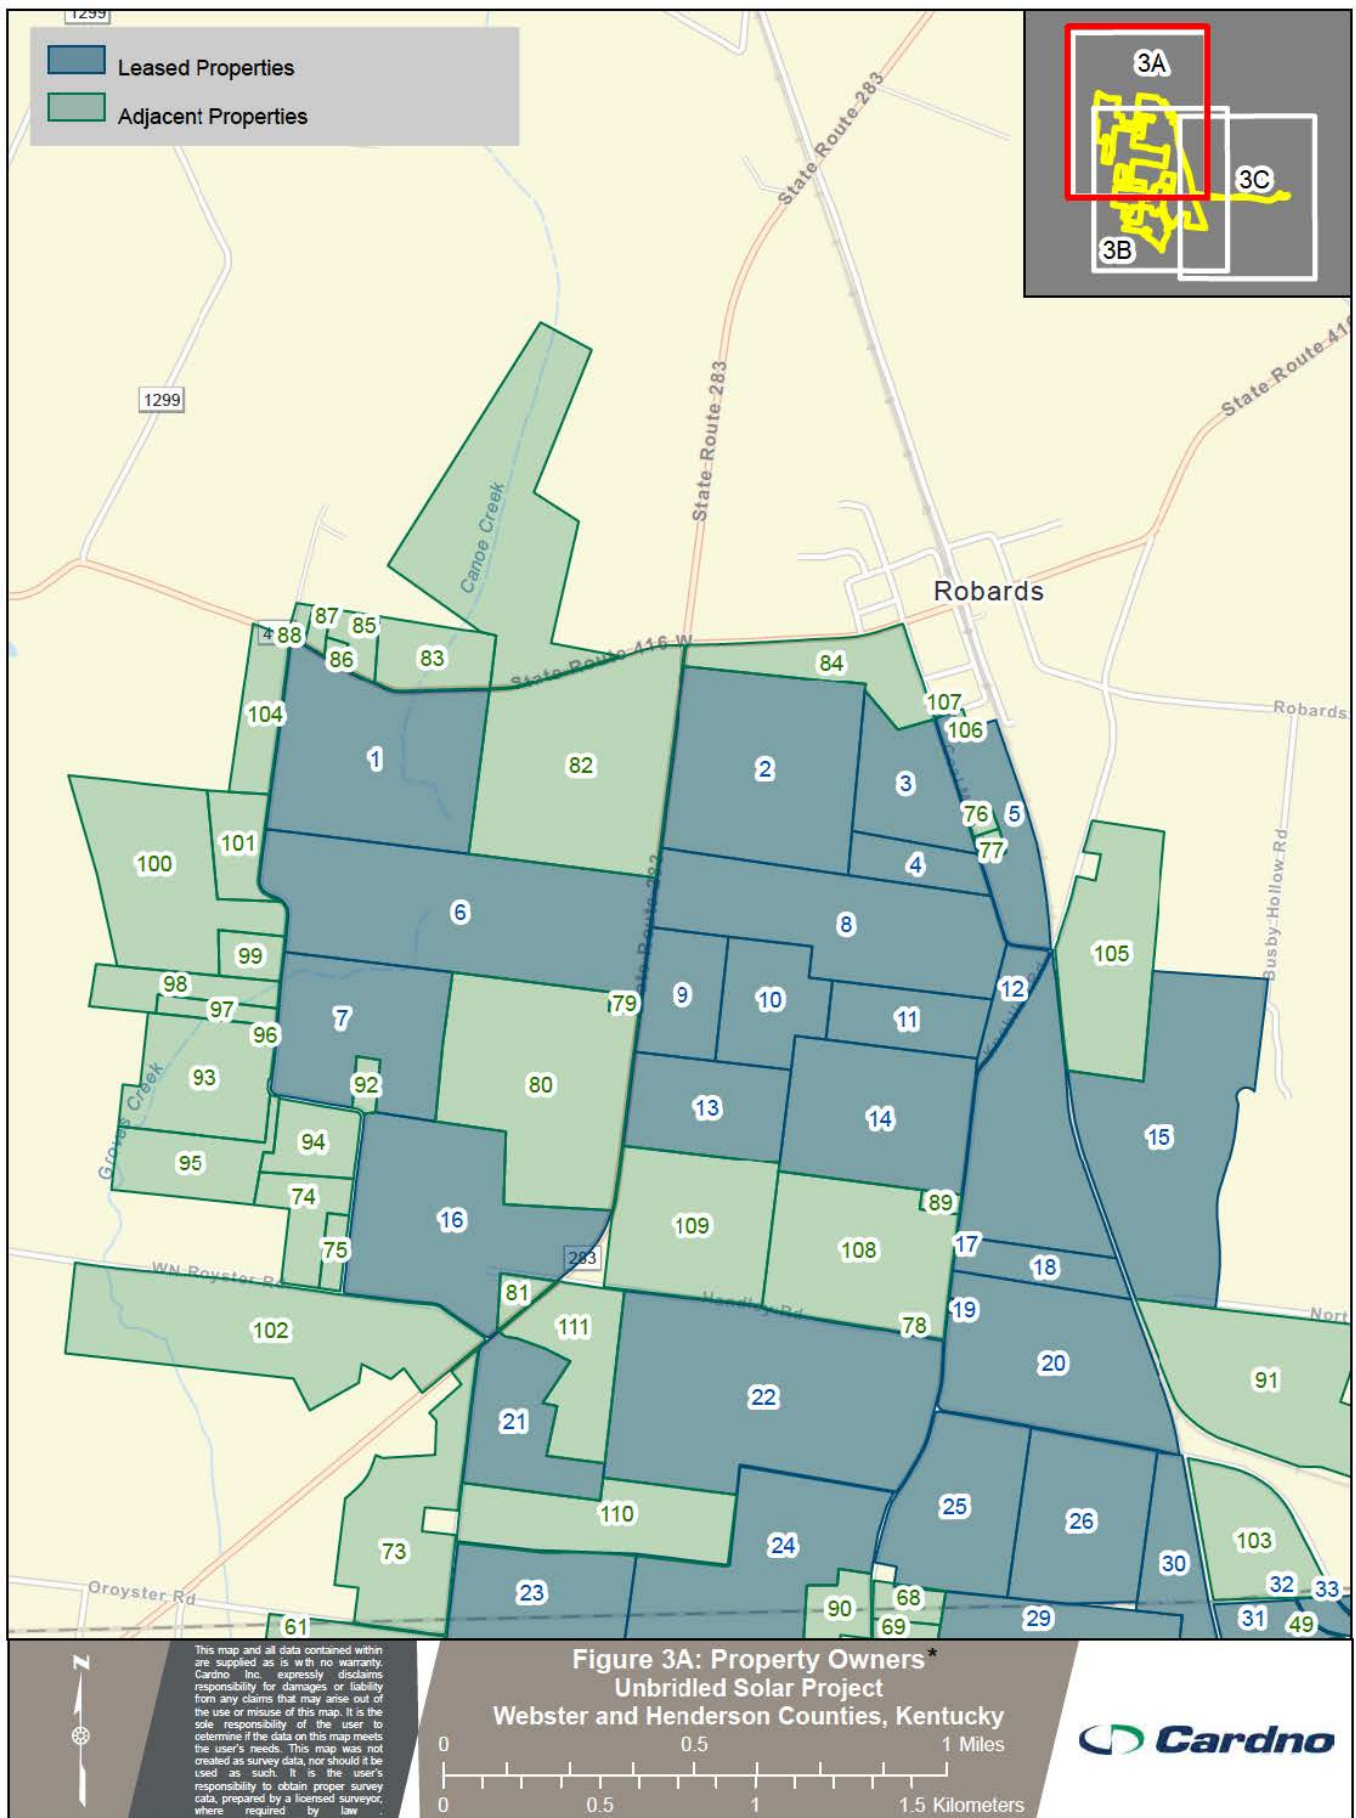 1299
Leased Properties
Adjacent Properties
3A
3C
3B
State Route 283
State Route 416
1299
State Route 283
Canoe Creek
Robards
State Route 416 W
87
85
88
86
83
84
104
107
106
Robards
1
82
2
3
76
5
77
101
100
4
6
8
Busby-Hollow Rd
99
105
98
97
96
7
79
9
10
11
12
93
92
80
13
14
15
Groves Creek
94
95
74
16
75
109
89
108
17
18
283
WN Royster Rd
81
Handley Rd
19
Nort
102
111
78
20
91
22
21
25
26
110
24
103
73
30
23
32
33
Oroyster Rd
90
68
61
69
29
31
49
N
This map and all data contained within
are supplied as is with no warranty.
Cardno Inc. expressly disclaims
responsibility for damages or liability
from any claims that may arise out of
the use or misuse of this map. It is the
sole responsibility of the user to
determine if the data on this map meets
the user's needs. This map was not
created as survey data, nor should it be
used as such. It is the user's
responsibility to obtain proper survey
data, prepared by a licensed surveyor,
where required by law .
Figure 3A: Property Owners*
Unbridled Solar Project
Webster and Henderson Counties, Kentucky
0 0.5 1 Miles
0 0.5 1 1.5 Kilometers
Cardno